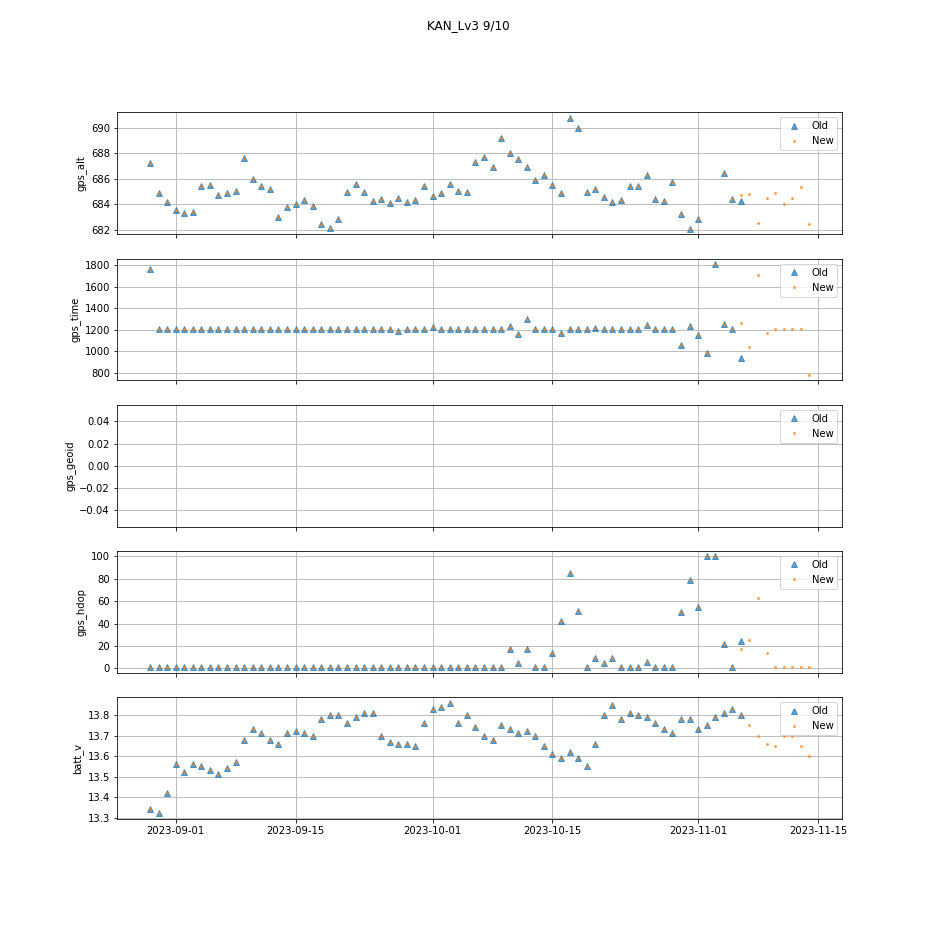 KAN_Lv3 9/10
gps_alt
690
688
686
684
682
Old
New
gps_time
1800
1600
1400
1200
1000
800
Old
New
gps_geoid
0.04
0.02
0.00
−0.02
−0.04
Old
New
gps_hdop
100
80
60
40
20
0
Old
New
batt_v
13.8
13.7
13.6
13.5
13.4
13.3
Old
New
2023-09-01 2023-09-15 2023-10-01 2023-10-15 2023-11-01 2023-11-15